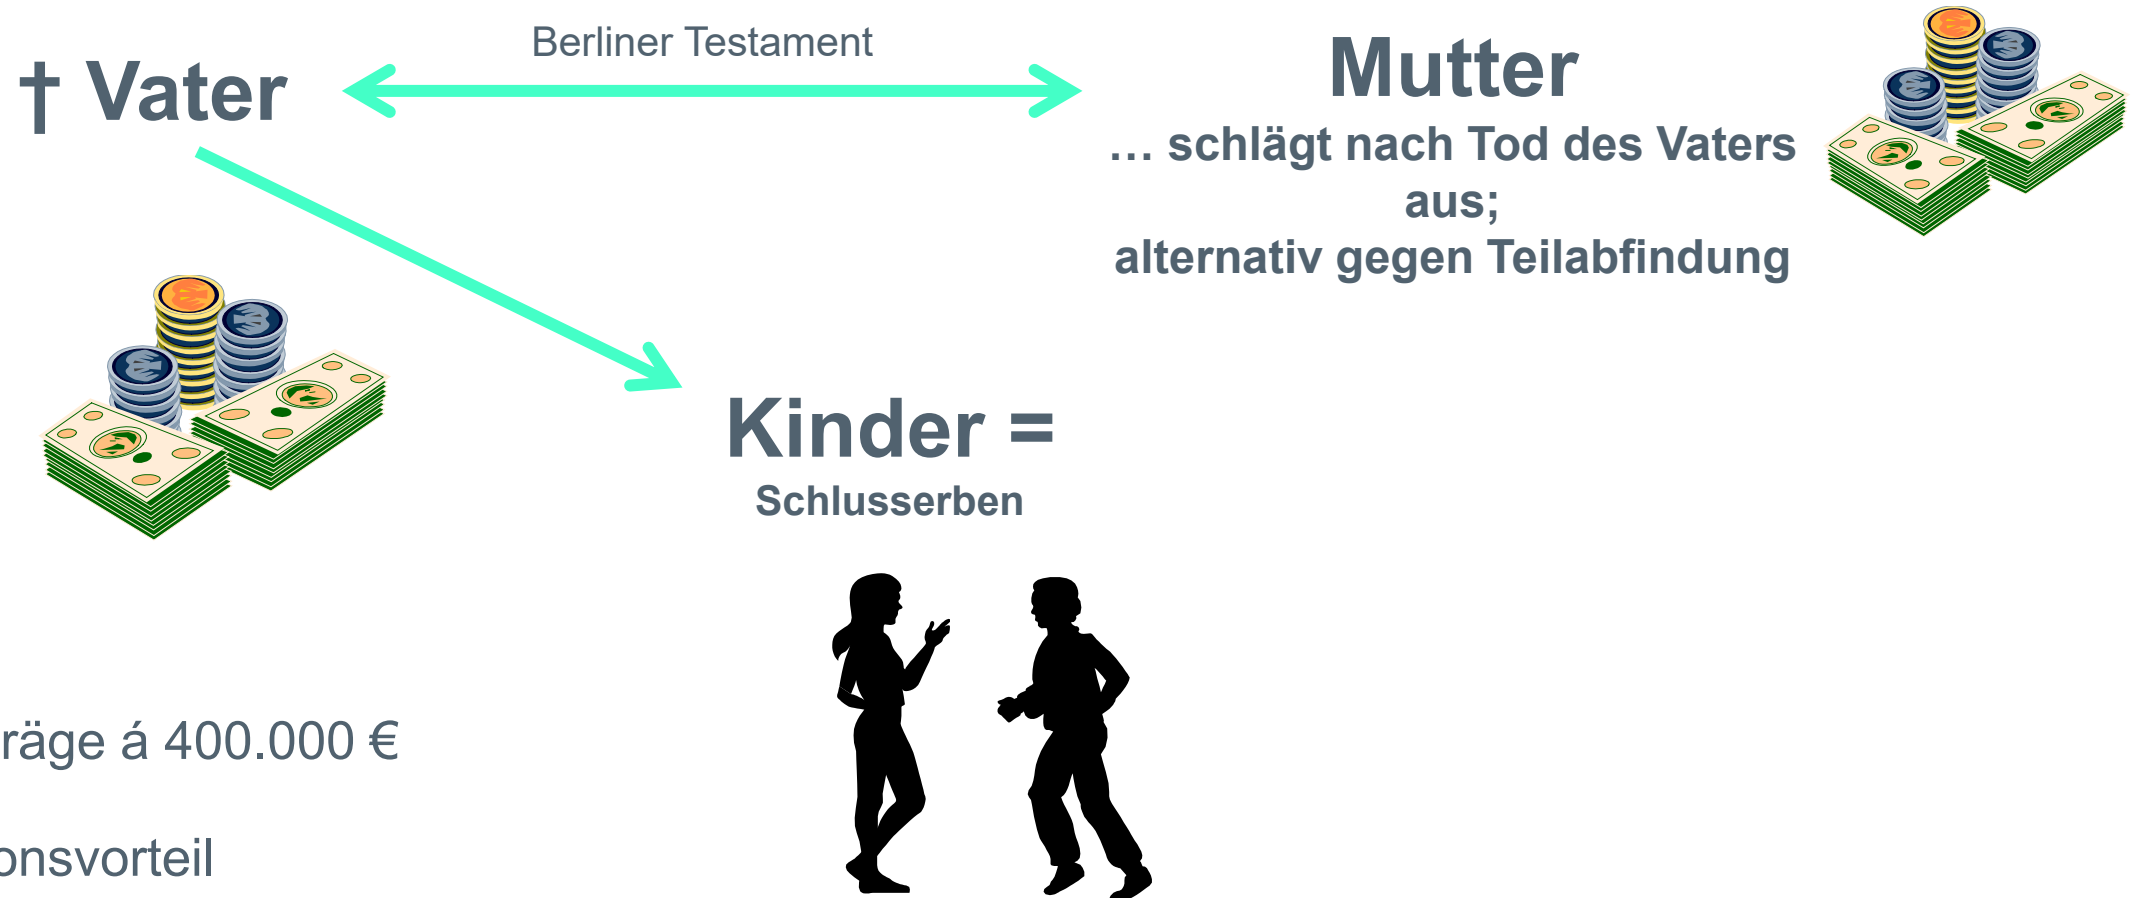 Berliner Testament
† Vater
Mutter
… schlägt nach Tod des Vaters
aus;
alternativ gegen Teilabfindung
Kinder =
Schlusserben
räge á 400.000 €
onsvorteil